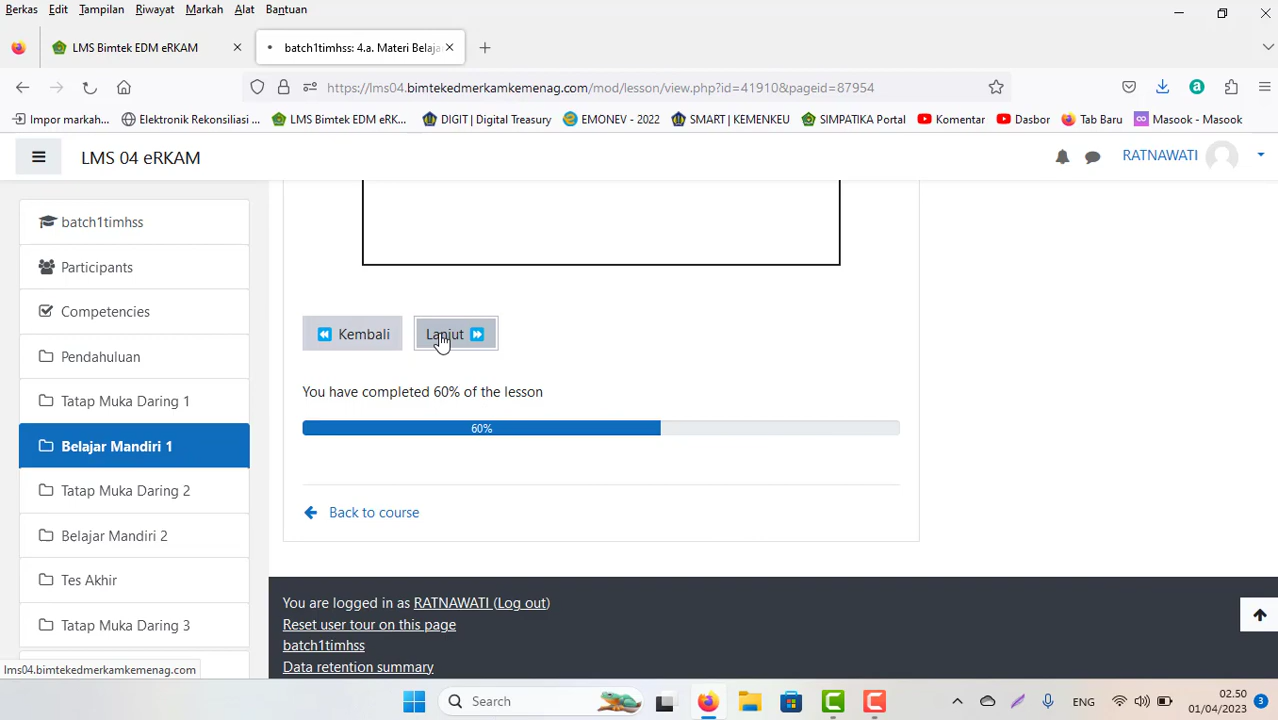 Berkas Edit Tampilan Riwayat Markah Alat Bantuan
LMS Bimtek EDM eRKAM
batch1timhss: 4.a. Materi Belaja
https://lms04.bimtekedmerkamkemenag.com/mod/lesson/view.php?id=41910&pageid=87954
Impor markah... Elektronik Rekonsiliasi ... LMS Bimtek EDM eRK... DIGIT | Digital Treasury EMONEV - 2022 SMART | KEMENKEU SIMPATIKA Portal Komentar Dasbor Tab Baru Masook - Masook
LMS 04 eRKAM
RATNAWATI
batch1timhss
Participants
Competencies
Pendahuluan
Tatap Muka Daring 1
Belajar Mandiri 1
Tatap Muka Daring 2
Belajar Mandiri 2
Tes Akhir
Tatap Muka Daring 3
Kembali
Lanjut
You have completed 60% of the lesson
60%
Back to course
You are logged in as RATNAWATI (Log out)
Reset user tour on this page
batch1timhss
Data retention summary
lms04.bimtekedmerkamkemenag.com
Search
ENG
02.50
01/04/2023
3